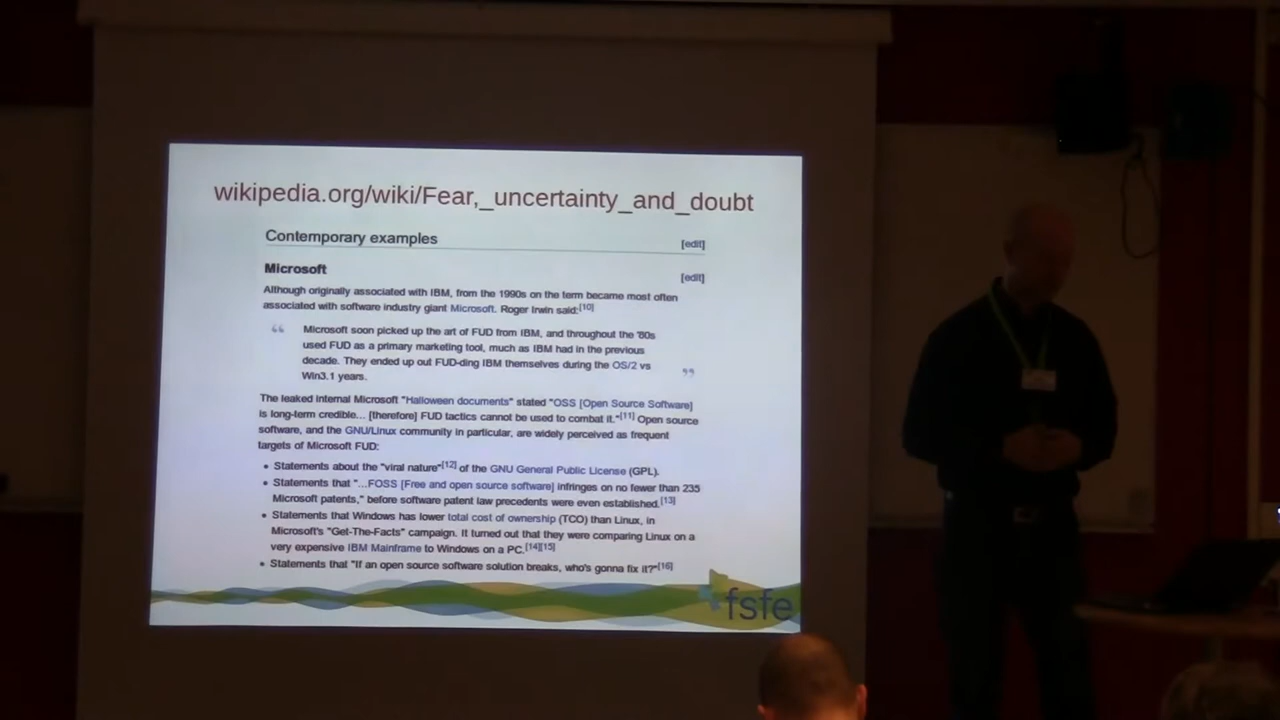 wikipedia.org/wiki/Fear,_uncertainty_and_doubt
Contemporary examples [edit]
Microsoft [edit]
Although originally associated with IBM, from the 1990s on the term became most often
associated with software industry giant Microsoft. Roger Irwin said:[10]
“ Microsoft soon picked up the art of FUD from IBM, and throughout the '80s
used FUD as a primary marketing tool, much as IBM had in the previous
decade. They ended up out FUD-ding IBM themselves during the OS/2 vs
Win3.1 years. ”
The leaked internal Microsoft "Halloween documents" stated "OSS [Open Source Software]
is long-term credible... [therefore] FUD tactics cannot be used to combat it."[11] Open source
software, and the GNU/Linux community in particular, are widely perceived as frequent
targets of Microsoft FUD:
• Statements about the "viral nature"[12] of the GNU General Public License (GPL).
• Statements that "...FOSS [Free and open source software] infringes on no fewer than 235
Microsoft patents," before software patent law precedents were even established.[13]
• Statements that Windows has lower total cost of ownership (TCO) than Linux, in
Microsoft's "Get-The-Facts" campaign. It turned out that they were comparing Linux on a
very expensive IBM Mainframe to Windows on a PC.[14][15]
• Statements that "If an open source software solution breaks, who's gonna fix it?"[16]
fsfe